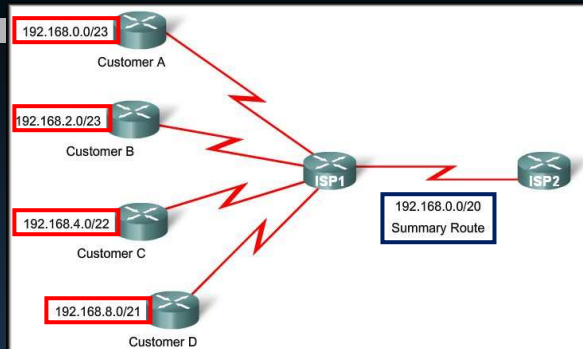 192.168.0.0/23
Customer A
192.168.2.0/23
Customer B
ISP1
ISP2
192.168.0.0/20
Summary Route
192.168.4.0/22
Customer C
192.168.8.0/21
Customer D